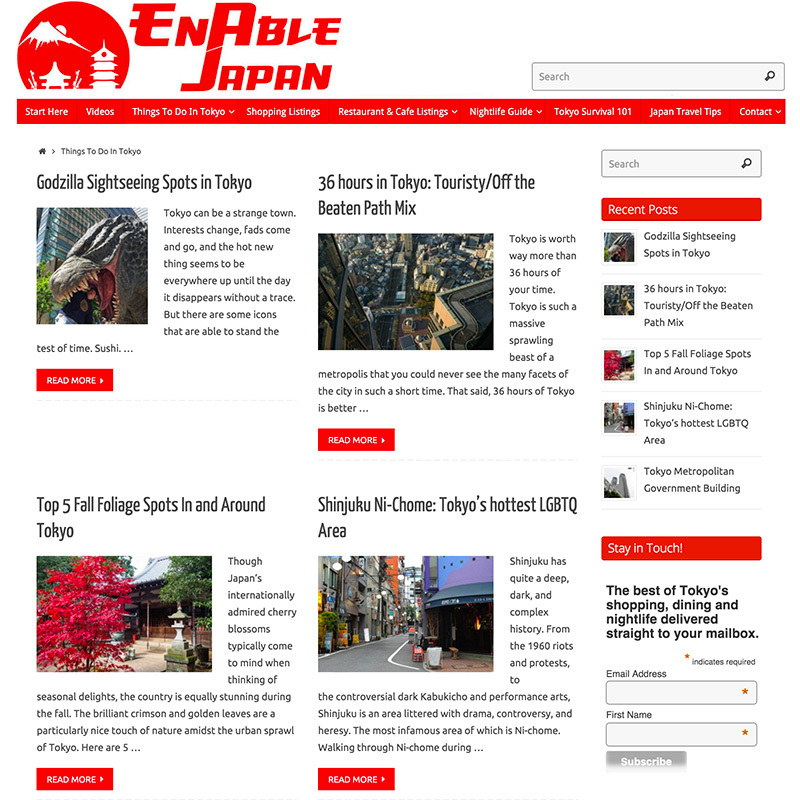 EnAble
Japan
Search
Start Here Videos Things To Do In Tokyo Shopping Listings Restaurant & Cafe Listings Nightlife Guide Tokyo Survival 101 Japan Travel Tips Contact
Things To Do In Tokyo
Godzilla Sightseeing Spots in Tokyo
Tokyo can be a strange town.
Interests change, fads come
and go, and the hot new
thing seems to be
everywhere up until the day
it disappears without a trace.
But there are some icons
that are able to stand the
test of time. Sushi. …
READ MORE
36 hours in Tokyo: Touristy/Off the
Beaten Path Mix
Tokyo is worth
way more than
36 hours of
your time.
Tokyo is such a
massive
sprawling
beast of a
metropolis that you could never see the many facets of
the city in such a short time. That said, 36 hours of Tokyo
is better …
READ MORE
Top 5 Fall Foliage Spots In and Around
Tokyo
Though
Japan’s
internationally
admired cherry
blossoms
typically come
to mind when
thinking of
seasonal delights, the country is equally stunning during
the fall. The brilliant crimson and golden leaves are a
particularly nice touch of nature amidst the urban sprawl
of Tokyo. Here are 5 …
READ MORE
Shinjuku Ni-Chome: Tokyo’s hottest LGBTQ
Area
Shinjuku has
quite a deep,
dark, and
complex
history. From
the 1960 riots
and protests,
to
the controversial dark Kabukicho and performance arts,
Shinjuku is an area littered with drama, controversy, and
heresy. The most infamous area of which is Ni-chome.
Walking through Ni-chome during …
READ MORE
Search
Recent Posts
Godzilla Sightseeing
Spots in Tokyo
36 hours in Tokyo:
Touristy/Off the Beaten
Path Mix
Top 5 Fall Foliage Spots
In and Around Tokyo
Shinjuku Ni-Chome:
Tokyo’s hottest LGBTQ
Area
Tokyo Metropolitan
Government Building
Stay in Touch!
The best of Tokyo's
shopping, dining and
nightlife delivered
straight to your mailbox.
* indicates required
Email Address
*
First Name
*
Subscribe